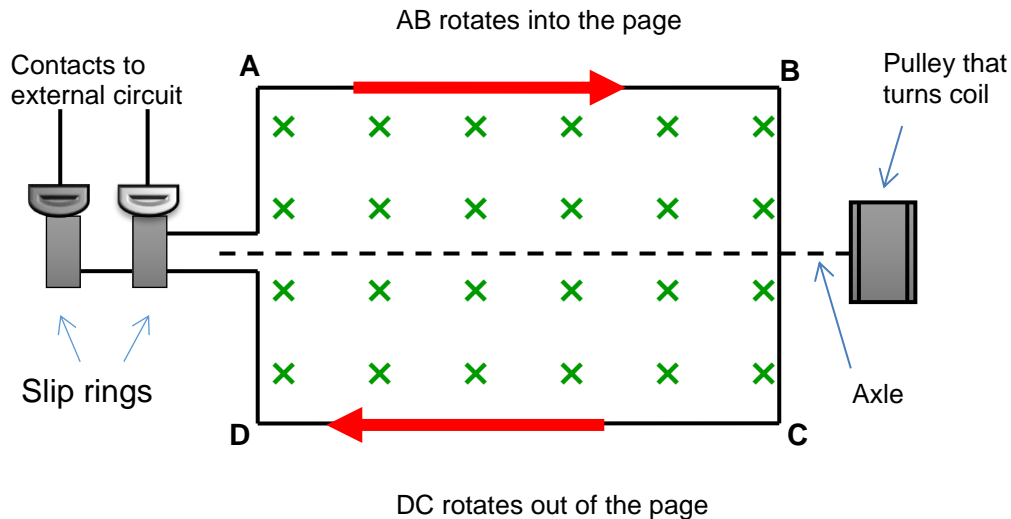 AB rotates into the page
Contacts to
external circuit
A
B
Pulley that
turns coil
Slip rings
D
C
Axle
DC rotates out of the page